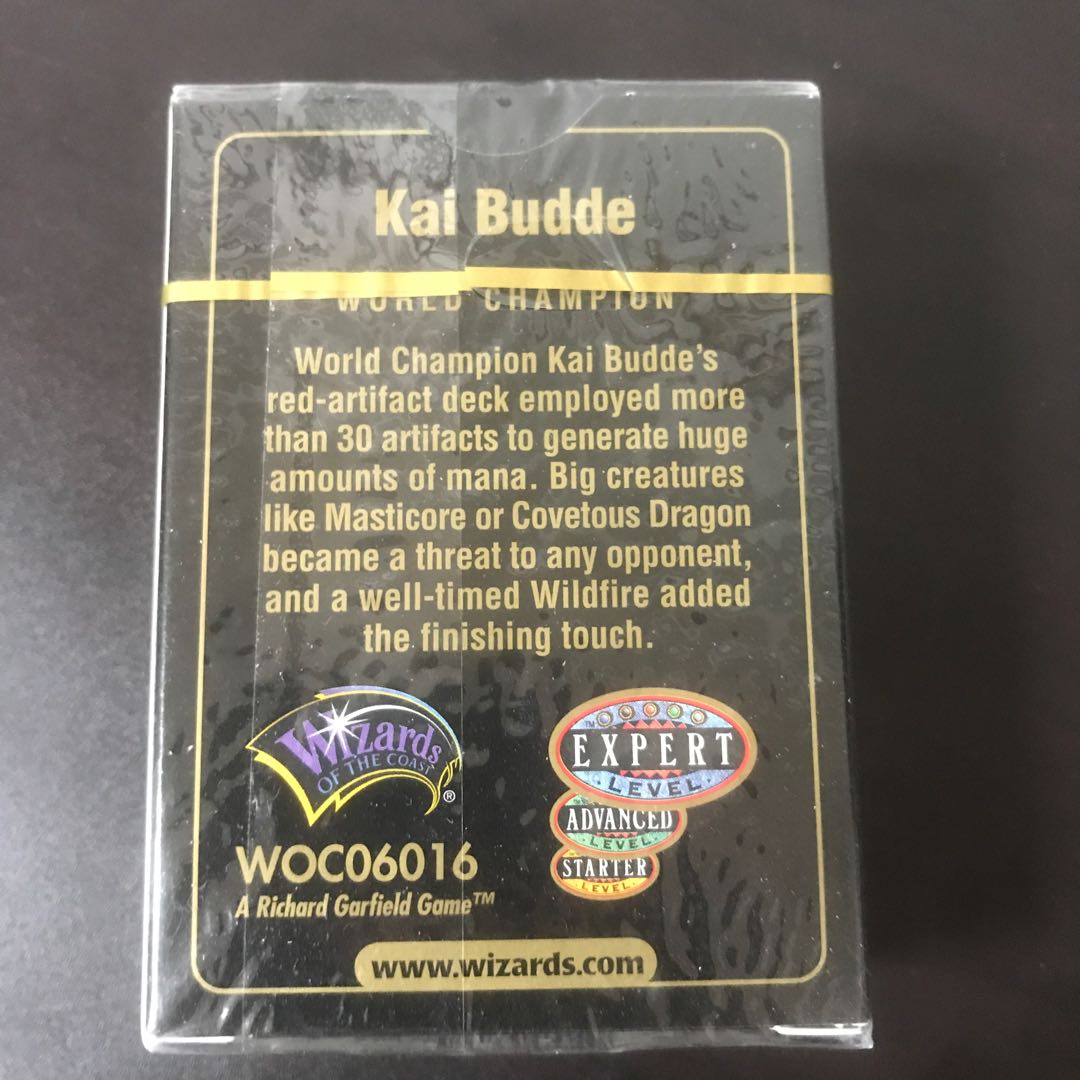 Kai Budde
WORLD CHAMPION
World Champion Kai Budde's
red-artifact deck employed more
than 30 artifacts to generate huge
amounts of mana. Big creatures
like Masticore or Covetous Dragon
became a threat to any opponent,
and a well-timed Wildfire added
the finishing touch.
Wizards
OF THE COAST
®
WOC06016
A Richard Garfield Game™
™
EXPERT
LEVEL
ADVANCED
LEVEL
STARTER
LEVEL
www.wizards.com